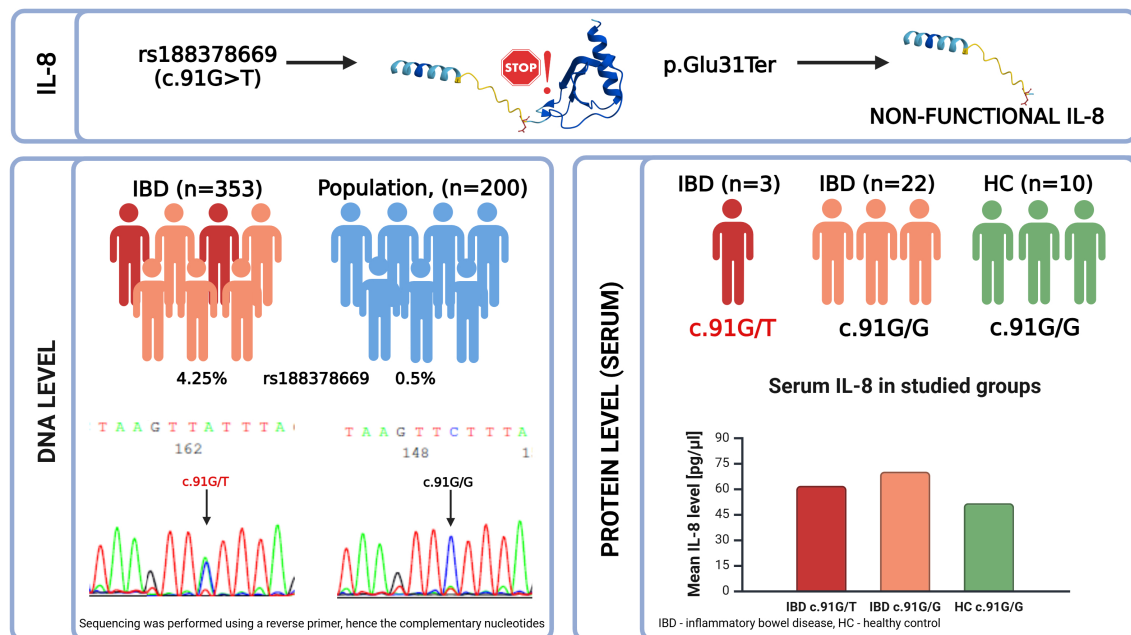 IL-8
rs188378669
(c.91G>T)
STOP
!
p.Glu31Ter
NON-FUNCTIONAL IL-8
DNA LEVEL
IBD (n=353)
Population, (n=200)
4.25%
rs188378669
0.5%
T A A G T T A T T T A
162
T A A G T T C T T T A
148
c.91G/T
c.91G/G
Sequencing was performed using a reverse primer, hence the complementary nucleotides
PROTEIN LEVEL (SERUM)
IBD (n=3)
IBD (n=22)
HC (n=10)
c.91G/T
c.91G/G
c.91G/G
Serum IL-8 in studied groups
Mean IL-8 level [pg/µl]
90
75
60
45
30
15
0
IBD c.91G/T
IBD c.91G/G
HC c.91G/G
IBD - inflammatory bowel disease, HC - healthy control